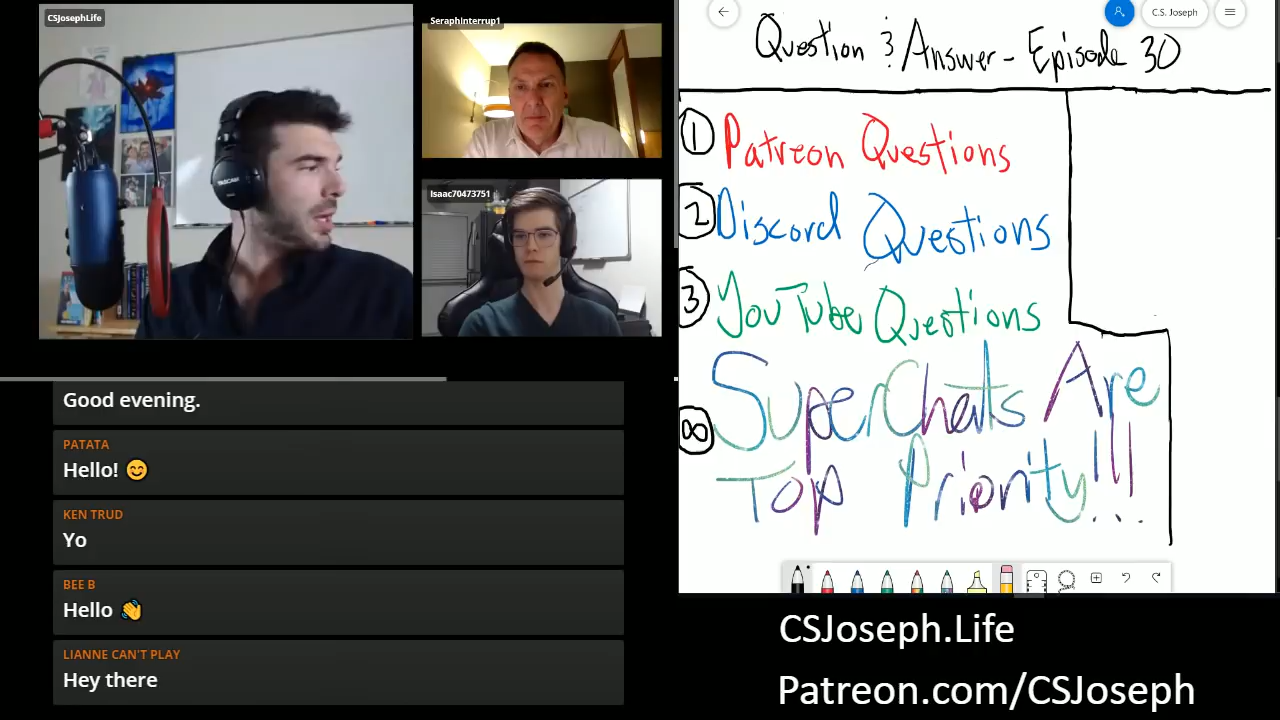 CSJosephLife
SeraphInterrup1
Isaac70473751
Good evening.
PATATA
Hello! 😊
KEN TRUD
Yo
BEE B
Hello 👋
LIANNE CAN'T PLAY
Hey there
C.S. Joseph
Question & Answer - Episode 30
1 Patreon Questions
2 Discord Questions
3 YouTube Questions
∞ SuperChats Are
Top Priority!!!...
CSJoseph.Life
Patreon.com/CSJoseph